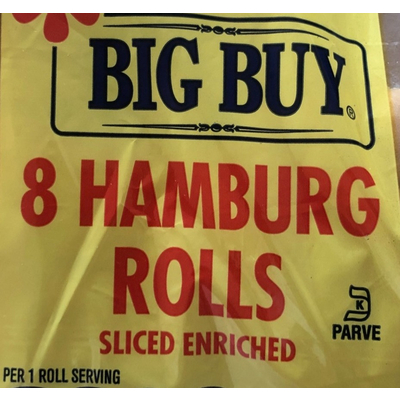 BIG BUY®
8 HAMBURG
ROLLS
SLICED ENRICHED
K
PARVE
PER 1 ROLL SERVING